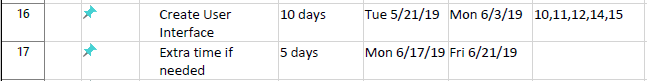 16 Create User Interface 10 days Tue 5/21/19 Mon 6/3/19 10,11,12,14,15
17 Extra time if needed 5 days Mon 6/17/19 Fri 6/21/19